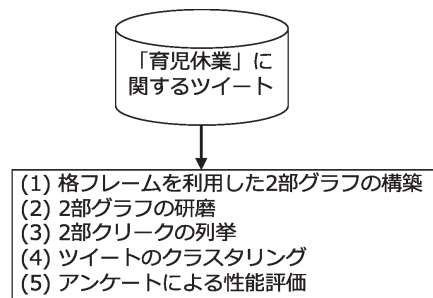 「育児休業」に
関するツイート
(1) 格フレームを利用した2部グラフの構築
(2) 2部グラフの研磨
(3) 2部クリークの列挙
(4) ツイートのクラスタリング
(5) アンケートによる性能評価